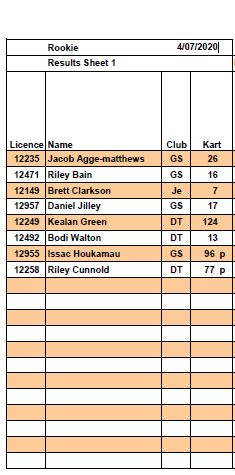 Rookie 4/07/2020
Results Sheet 1
Licence Name Club Kart
12235 Jacob Agge-matthews GS 26
12471 Riley Bain GS 16
12149 Brett Clarkson Je 7
12957 Daniel Jilley GS 17
12249 Kealan Green DT 124
12492 Bodi Walton DT 13
12955 Issac Houkamau GS 96 p
12258 Riley Cunnold DT 77 p